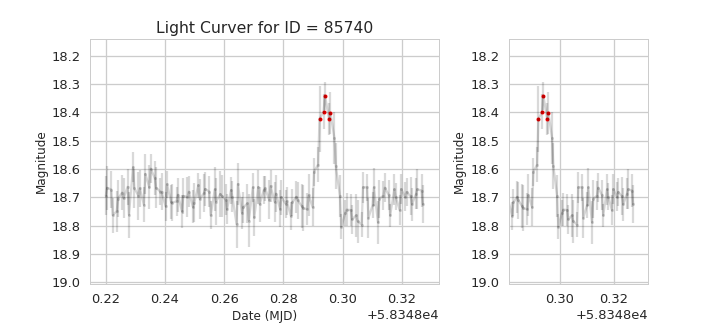 Light Curver for ID = 85740
18.2
18.3
18.4
18.5
18.6
18.7
18.8
18.9
19.0
Magnitude
0.22 0.24 0.26 0.28 0.30 0.32
Date (MJD)
+5.8348e4
18.2
18.3
18.4
18.5
18.6
18.7
18.8
18.9
19.0
Magnitude
0.30 0.32
+5.8348e4